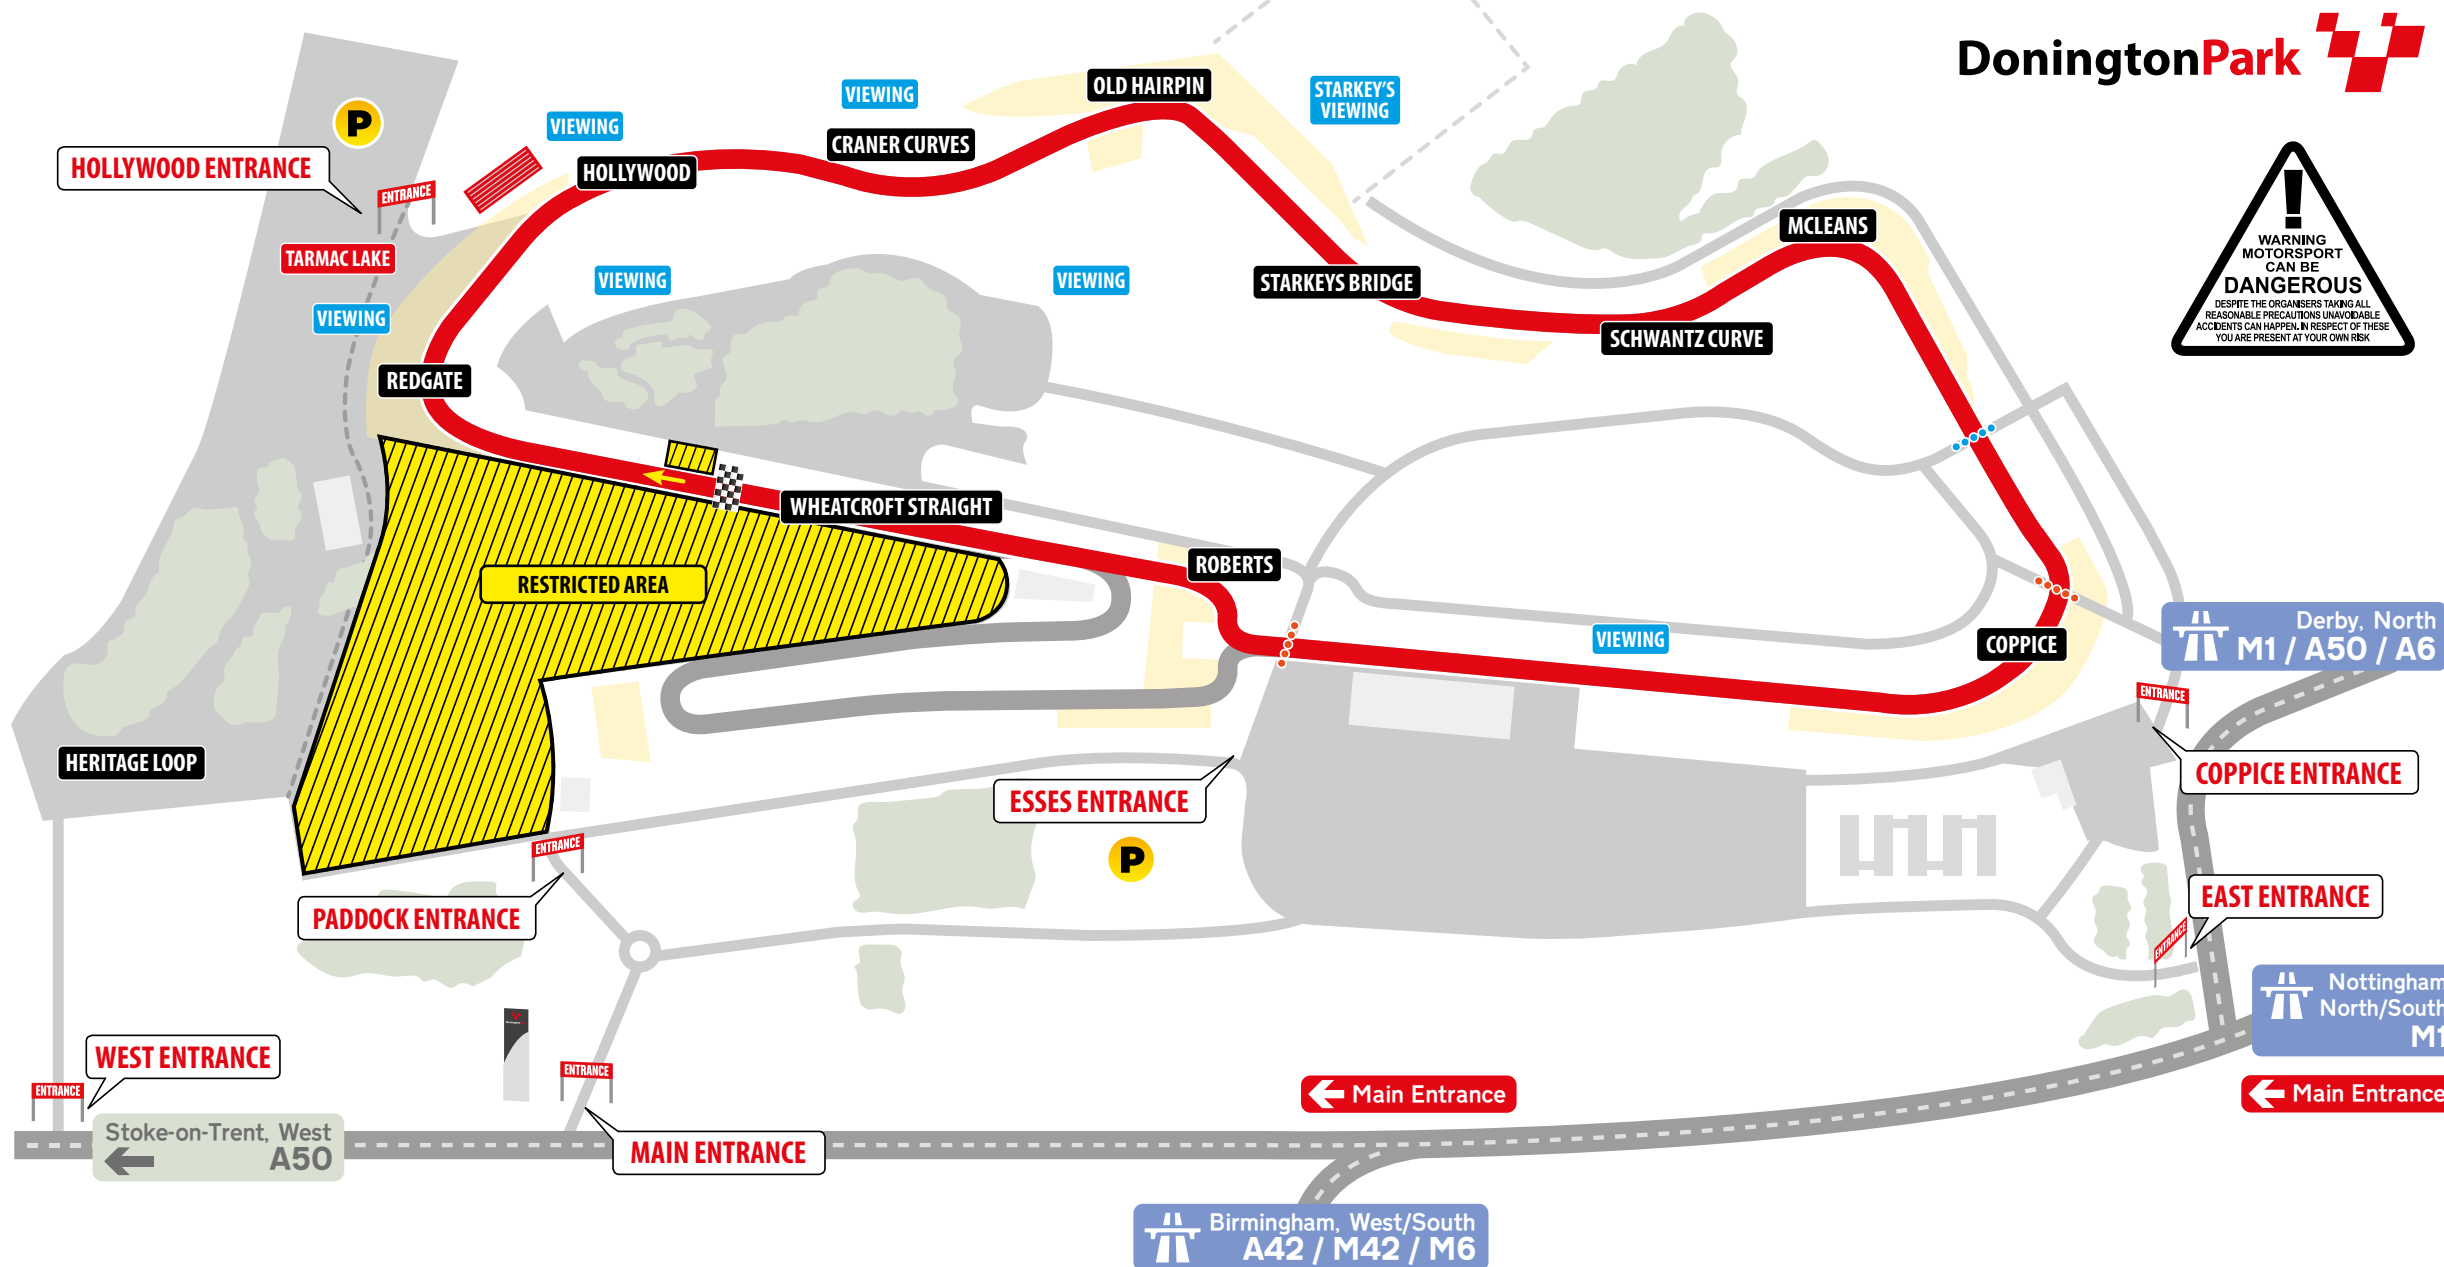 DoningtonPark
OLD HAIRPIN
VIEWING
STARKEY'S
VIEWING
P
VIEWING
CRANER CURVES
HOLLYWOOD ENTRANCE
HOLLYWOOD
ENTRANCE
MCLEANS
!
WARNING
MOTORSPORT
CAN BE
DANGEROUS
DESPITE THE ORGANISERS TAKING ALL
REASONABLE PRECAUTIONS UNAVOIDABLE
ACCIDENTS CAN HAPPEN. IN RESPECT OF THESE
YOU ARE PRESENT AT YOUR OWN RISK
TARMAC LAKE
VIEWING
VIEWING
STARKEYS BRIDGE
VIEWING
SCHWANTZ CURVE
REDGATE
WHEATCROFT STRAIGHT
ROBERTS
RESTRICTED AREA
VIEWING
COPPICE
Derby, North
M1 / A50 / A6
ENTRANCE
HERITAGE LOOP
COPPICE ENTRANCE
ESSES ENTRANCE
ENTRANCE
P
PADDOCK ENTRANCE
EAST ENTRANCE
ENTRANCE
Nottingham
North/South
M1
WEST ENTRANCE
ENTRANCE
ENTRANCE
Main Entrance
Main Entrance
Stoke-on-Trent, West
A50
MAIN ENTRANCE
Birmingham, West/South
A42 / M42 / M6